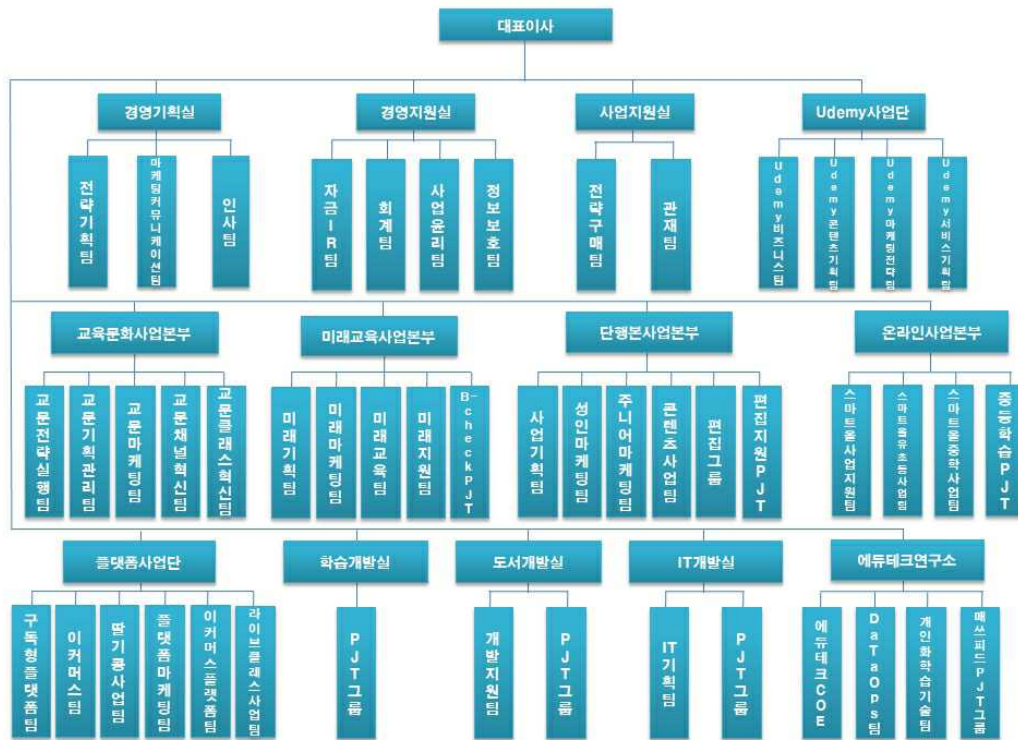 대표이사
경영기획실
경영지원실
사업지원실
Udemy사업단
전략기획팀
마케팅커뮤니케이션팀
인사팀
자금IR팀
회계팀
사업윤리팀
정보보호팀
전략구매팀
관재팀
Udemy비즈니스팀
Udemy콘텐츠기획팀
Udemy마케팅전략팀
Udemy서비스기획팀
교육문화사업본부
미래교육사업본부
단행본사업본부
온라인사업본부
교문전략실행팀
교문기획관리팀
교문마케팅팀
교문채널혁신팀
교문클래스혁신팀
미래기획팀
미래마케팅팀
미래교육팀
미래지원팀
B-checkPJT
사업기획팀
성인마케팅팀
주니어마케팅팀
콘텐츠사업팀
편집그룹
편집지원PJT
스마트올사업지원팀
스마트올유초등사업팀
스마트올중학사업팀
중등학습PJT
플랫폼사업단
학습개발실
도서개발실
IT개발실
에듀테크연구소
구독형플랫폼팀
이커머스팀
딸기콩사업팀
플랫폼마케팅팀
이커머스플랫폼팀
라이브클래스사업팀
PJT그룹
개발지원팀
PJT그룹
IT기획팀
PJT그룹
에듀테크COE
DaTaOps팀
개인화학습기술팀
매쓰피드PJT그룹